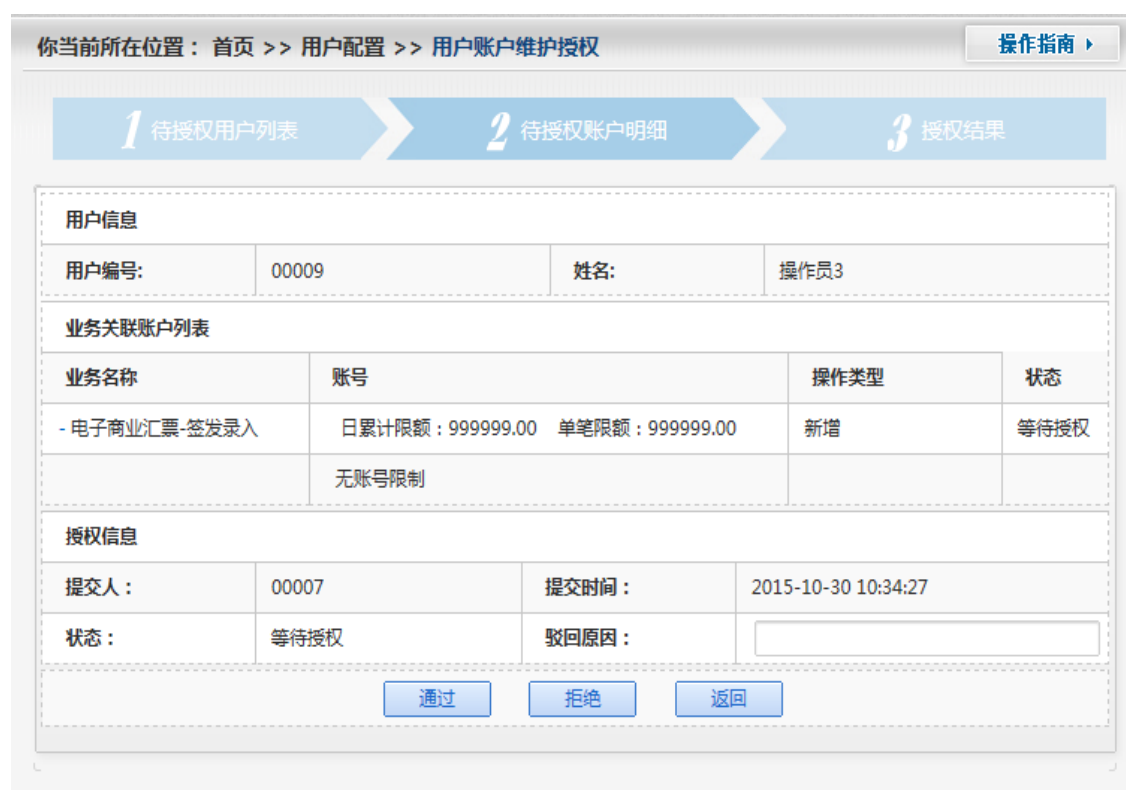 你当前所在位置： 首页 >> 用户配置 >> 用户账户维护授权 操作指南
1 待授权用户列表 2 待授权账户明细 3 授权结果
用户信息
用户编号: 00009 姓名: 操作员3
业务关联账户列表
业务名称 账号 操作类型 状态
- 电子商业汇票-签发录入 日累计限额：999999.00 单笔限额：999999.00 新增 等待授权
无账号限制
授权信息
提交人： 00007 提交时间： 2015-10-30 10:34:27
状态： 等待授权 驳回原因：
通过 拒绝 返回